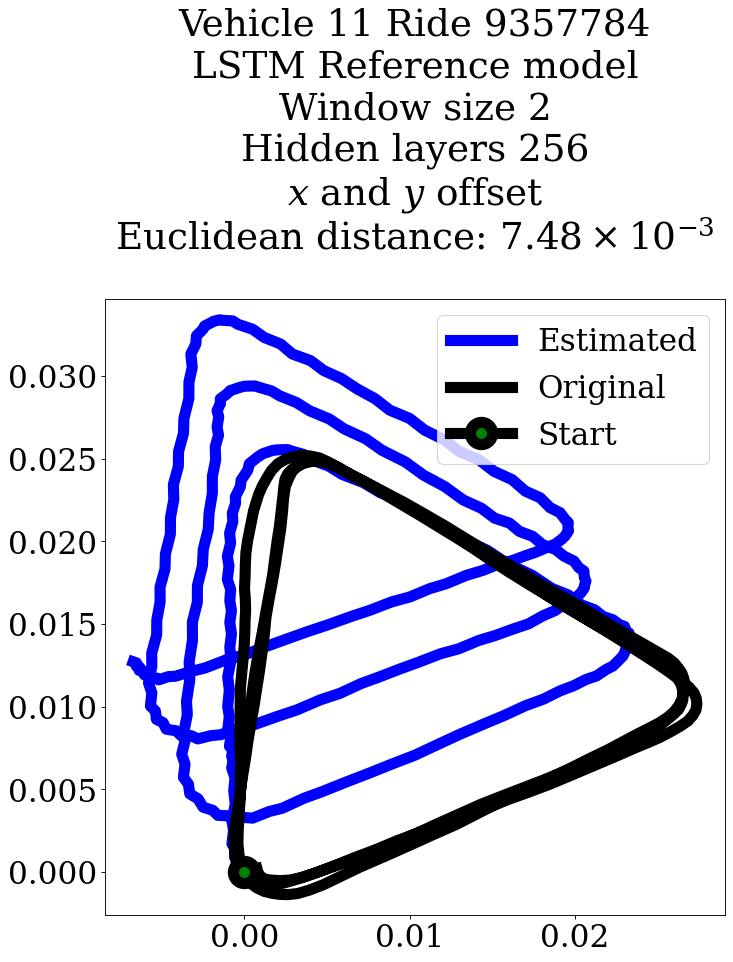 Vehicle 11 Ride 9357784
LSTM Reference model
Window size 2
Hidden layers 256
x and y offset
Euclidean distance: 7.48 × 10⁻³
Estimated
Original
Start
0.030
0.025
0.020
0.015
0.010
0.005
0.000
0.00 0.01 0.02